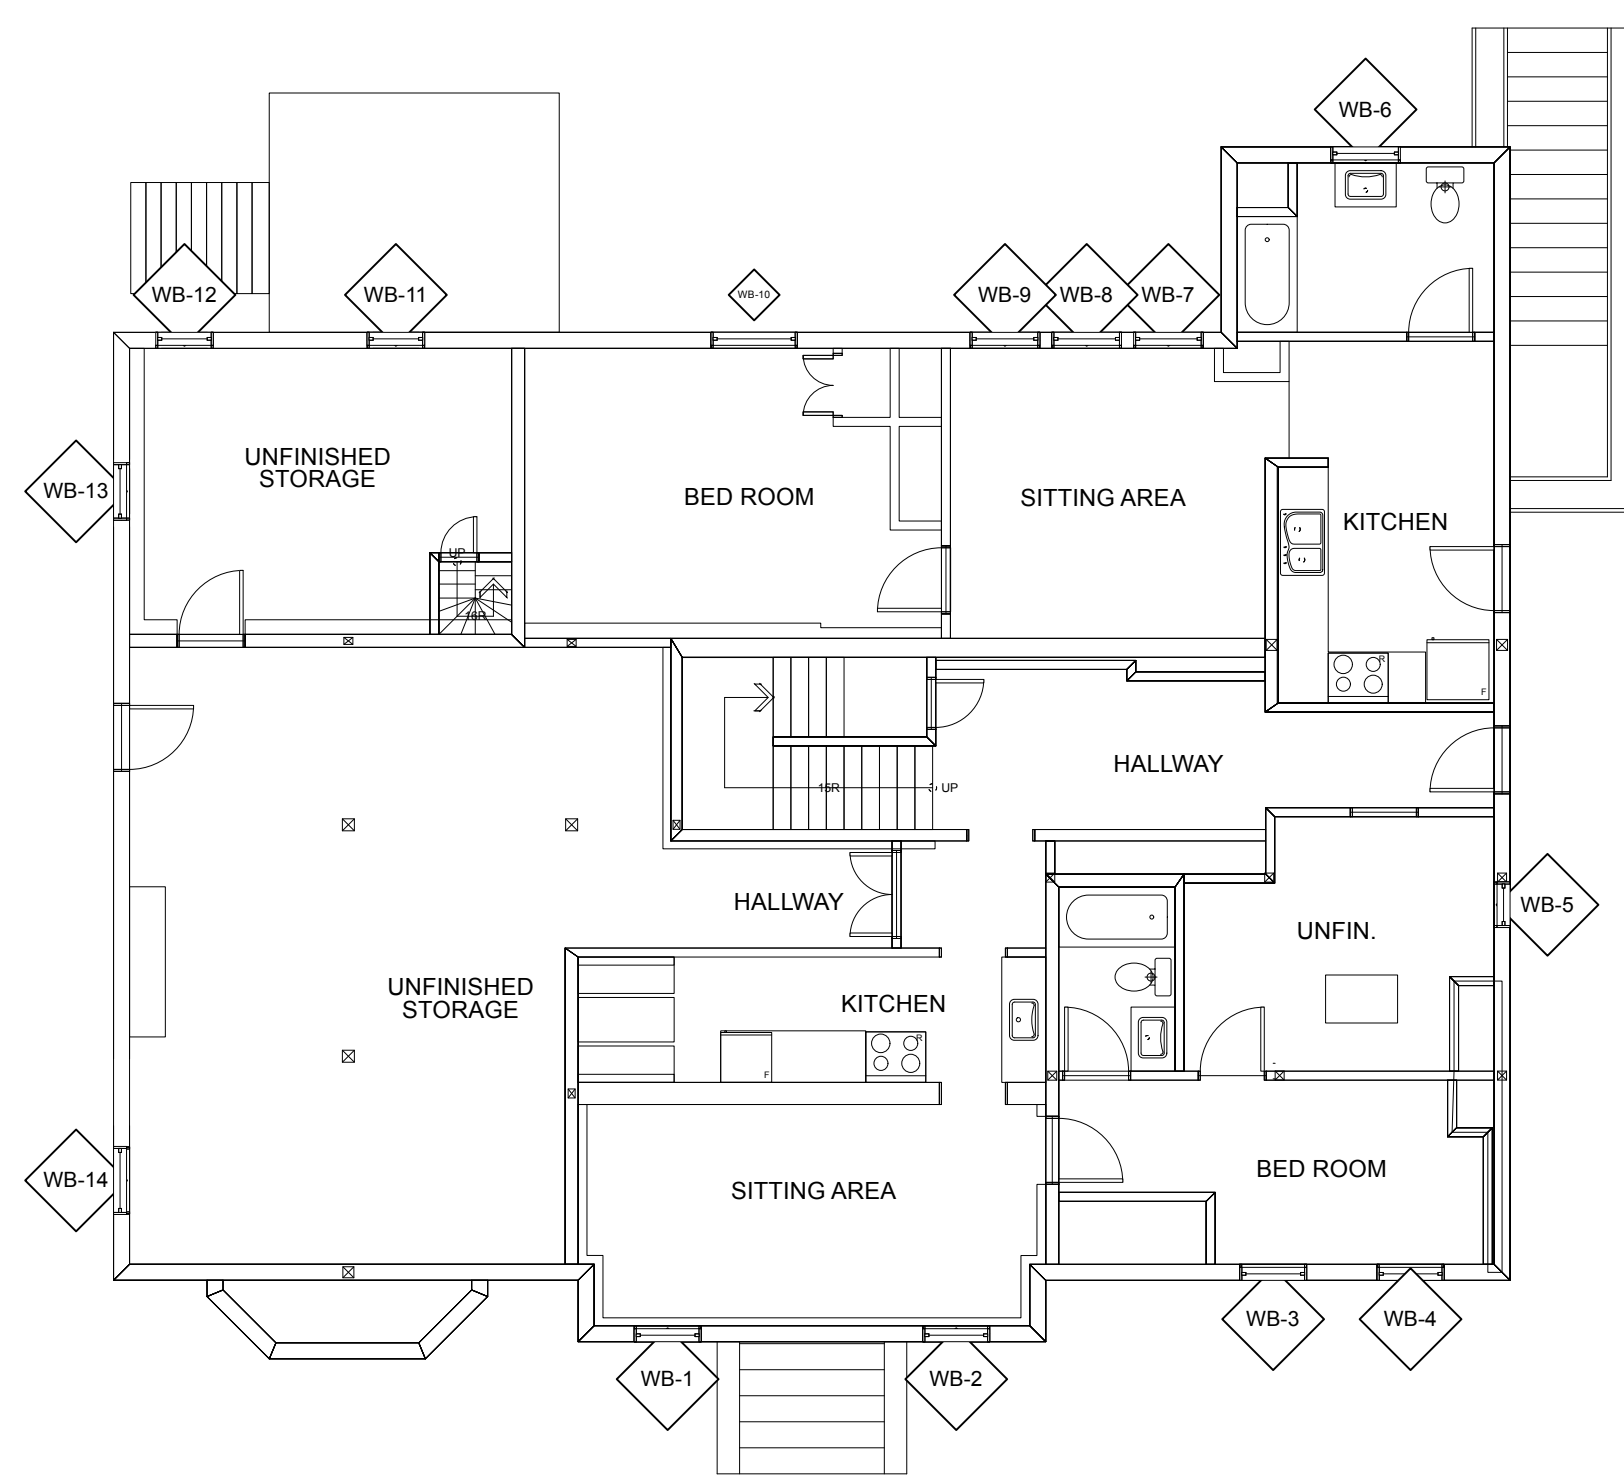 WB-6
WB-12
WB-11
WB-10
WB-9
WB-8
WB-7
UNFINISHED
STORAGE
WB-13
BED ROOM
SITTING AREA
KITCHEN
UP
16R
R
F
HALLWAY
15R
UP
HALLWAY
UNFIN.
WB-5
UNFINISHED
STORAGE
KITCHEN
R
F
WB-14
SITTING AREA
BED ROOM
WB-3
WB-4
WB-1
WB-2